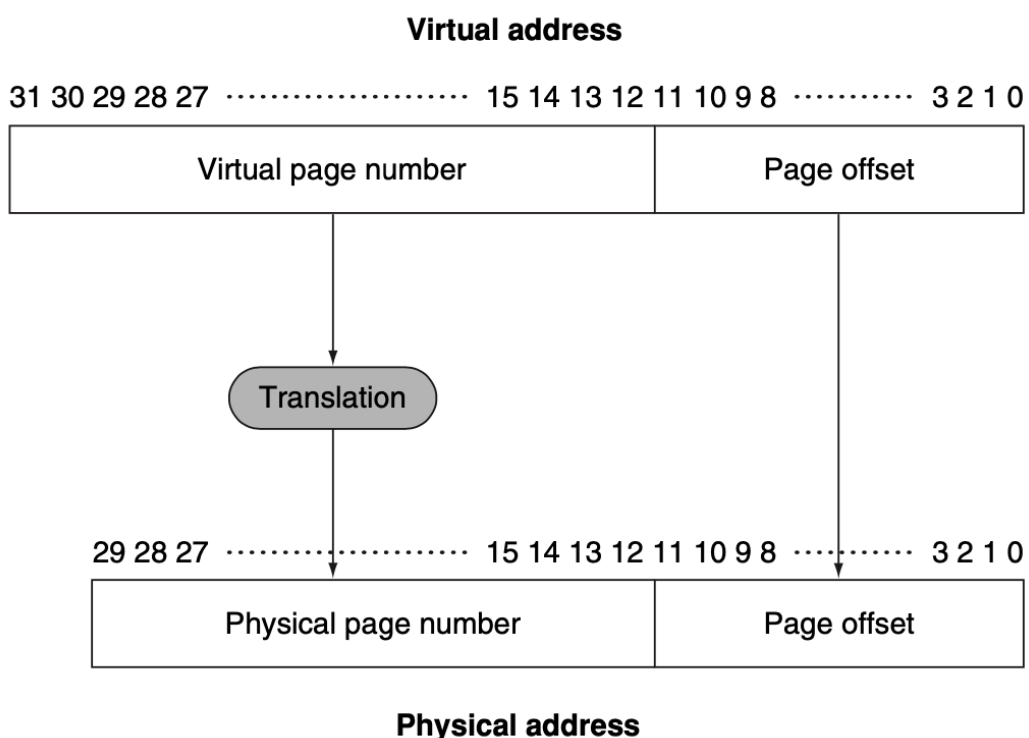 Virtual address
31 30 29 28 27 ······················ 15 14 13 12 11 10 9 8 ··········· 3 2 1 0
Virtual page number Page offset
Translation
29 28 27 ······················ 15 14 13 12 11 10 9 8 ··········· 3 2 1 0
Physical page number Page offset
Physical address